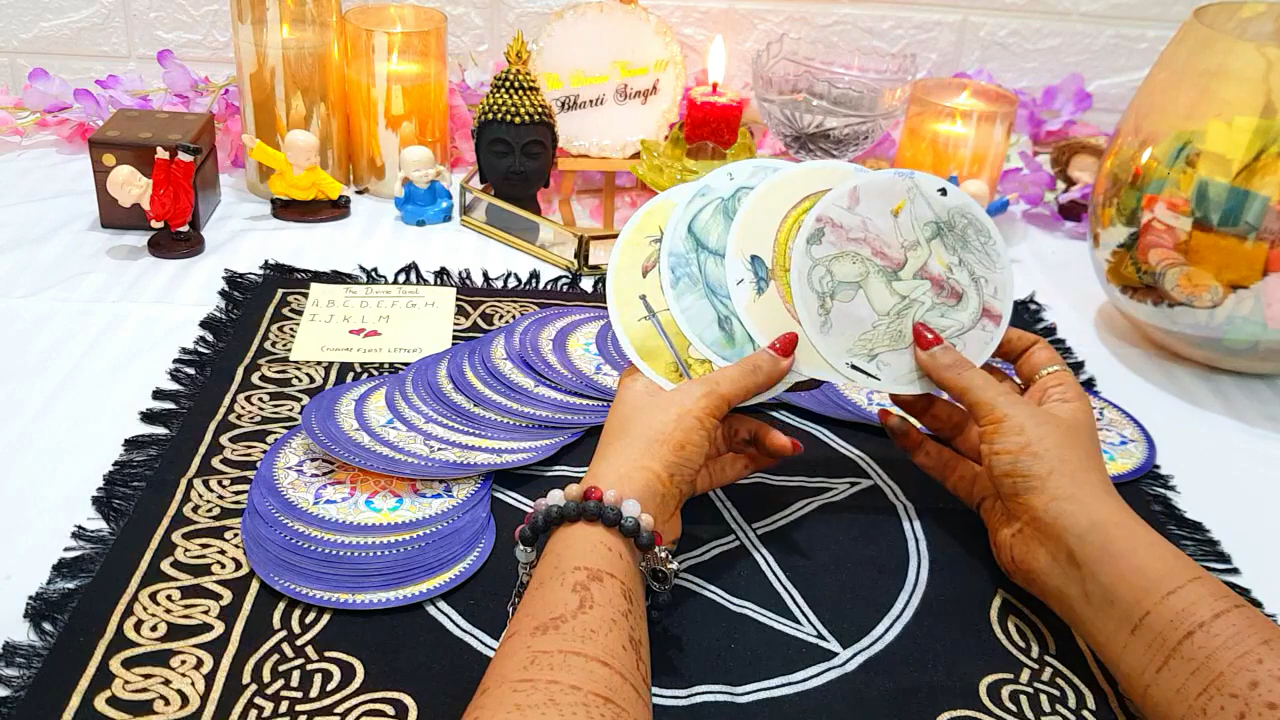 The Divine Tarot !!!
Bharti Singh
The Divine Tarot
A.B.C.D.E.F.G.H.
I.J.K.L.M
(NAME FIRST LETTER)
2